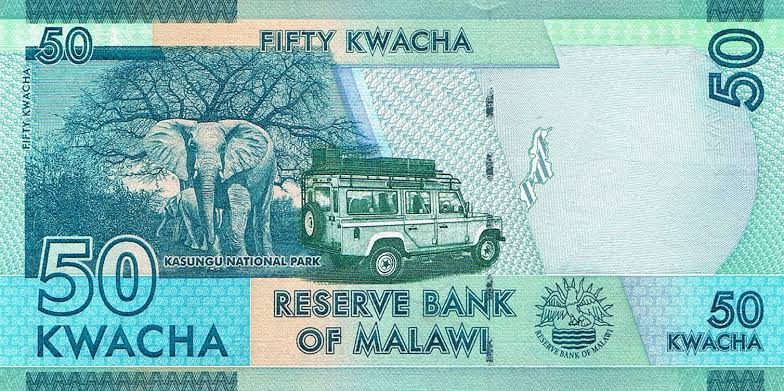 50
FIFTY KWACHA
50
FIFTY KWACHA
KASUNGU NATIONAL PARK
50
KWACHA
RESERVE BANK
OF MALAWI
RESERVE BANK OF MALAWI
50
KWACHA